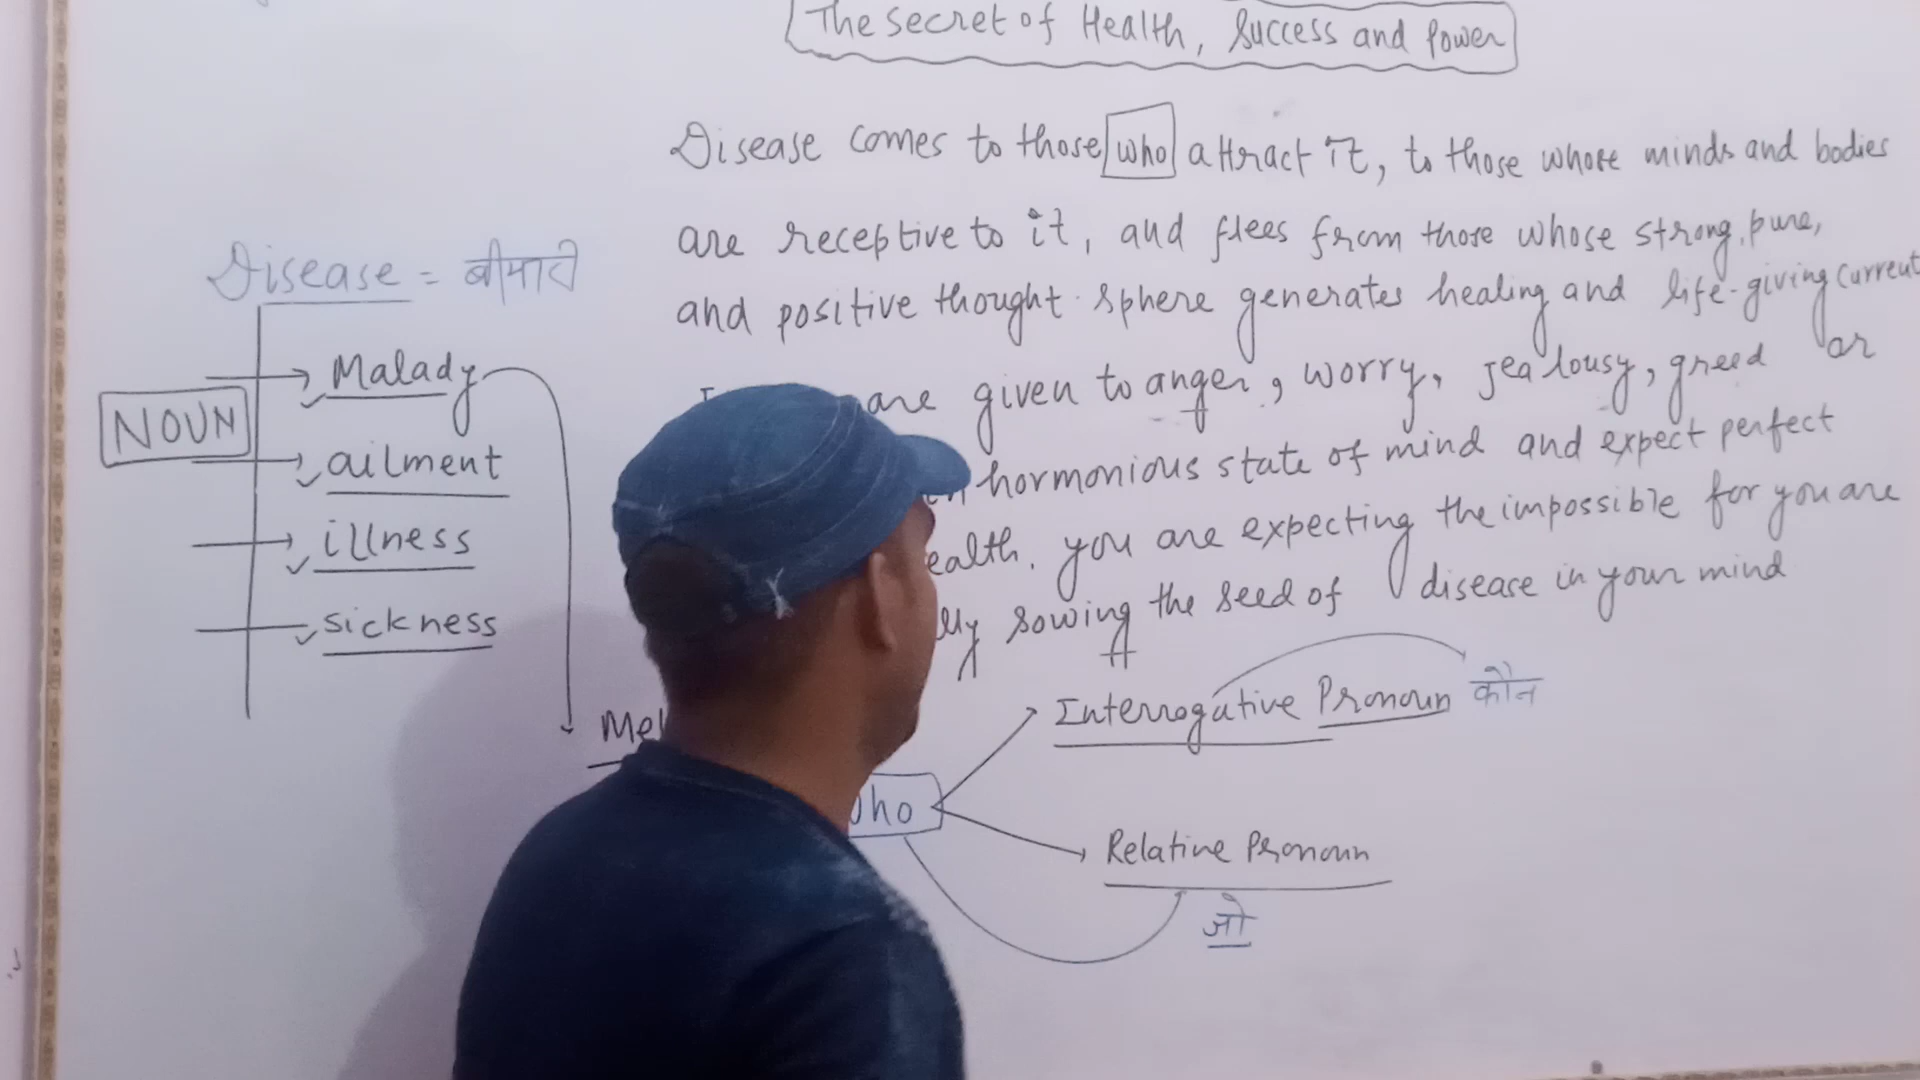 The secret of Health, Success and Power
Disease comes to those who attract it, to those whose minds and bodies
are receptive to it, and flees from those whose strong, pure,
and positive thought sphere generates healing and life-giving current
are given to anger, worry, jealousy, greed or
hormonious state of mind and expect perfect
ealth. you are expecting the impossible for you are
lly sowing the seed of disease in your mind
Disease = बीमारी
NOUN
Malady
ailment
illness
sickness
Mel
Who
Interrogative Pronoun कौन
Relative Pronoun
जो